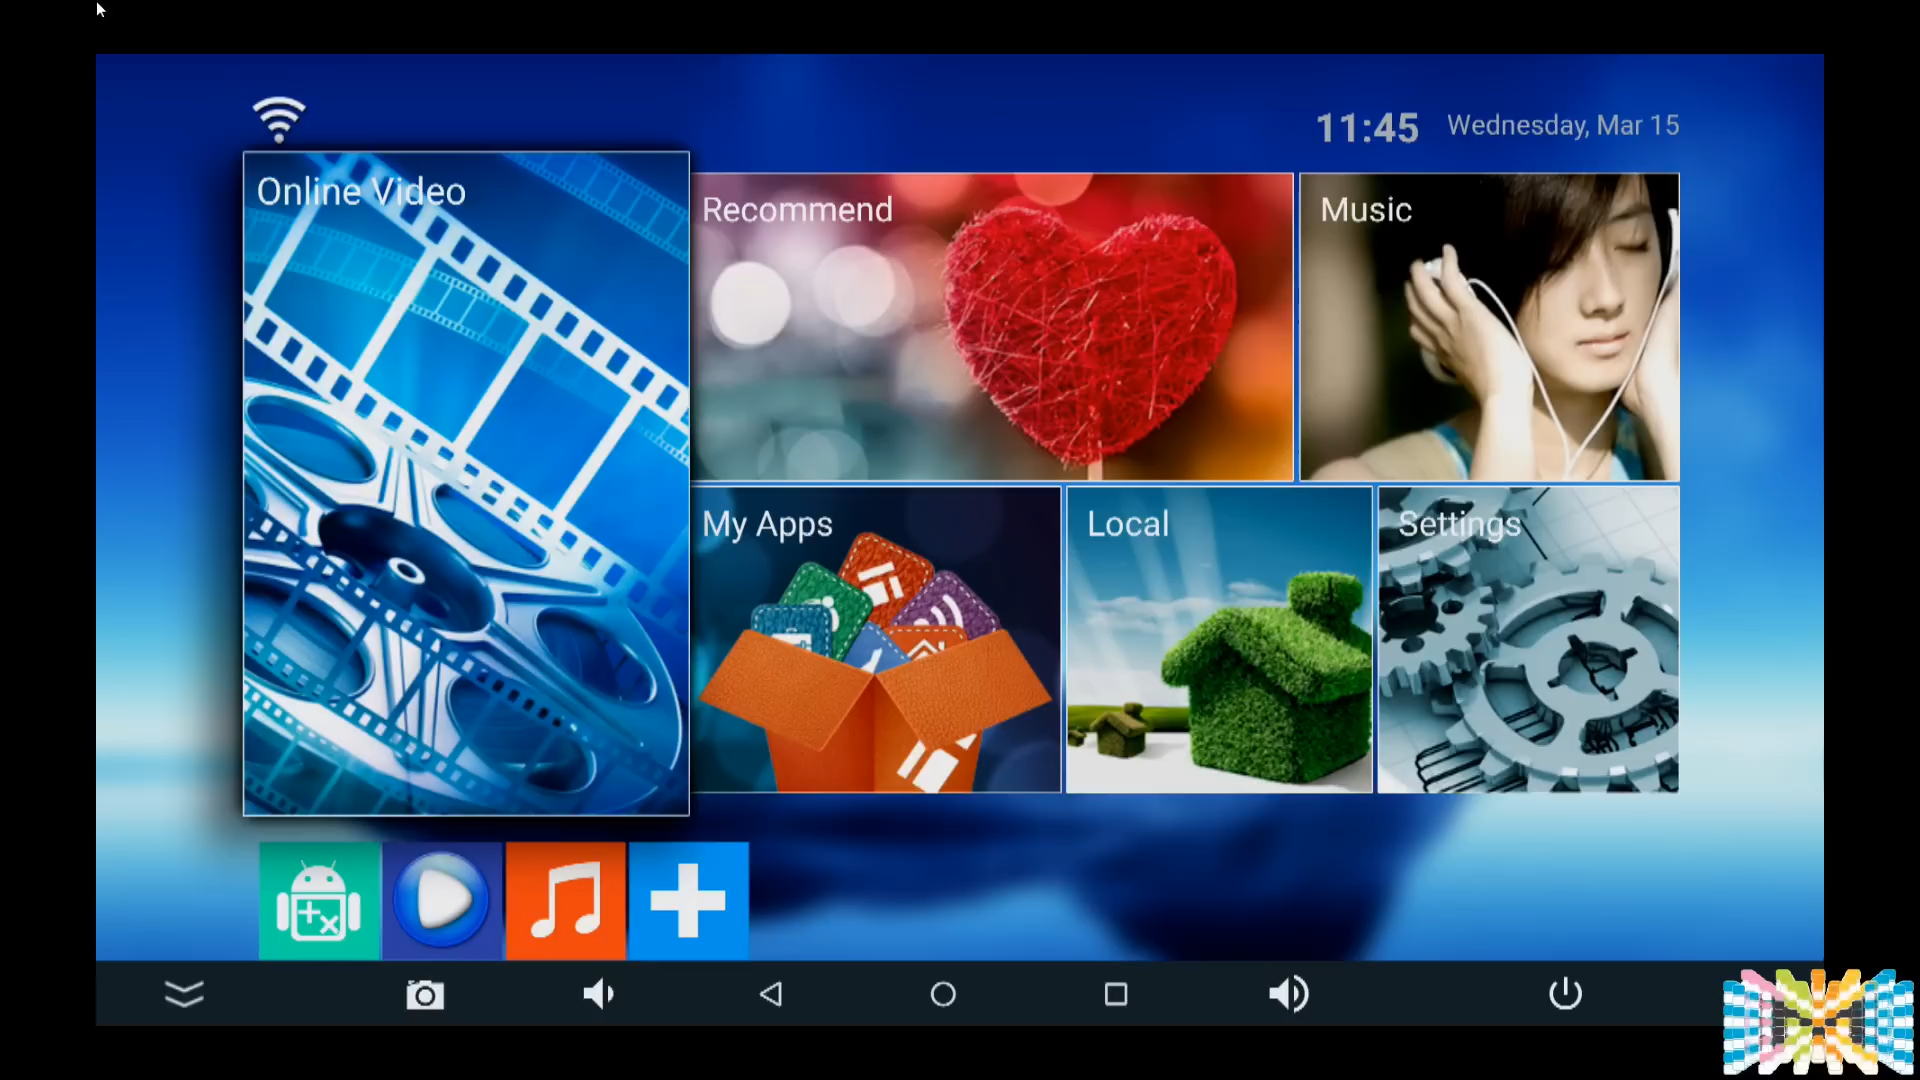 11:45 Wednesday, Mar 15
Online Video
Recommend
Music
My Apps
Local
Settings